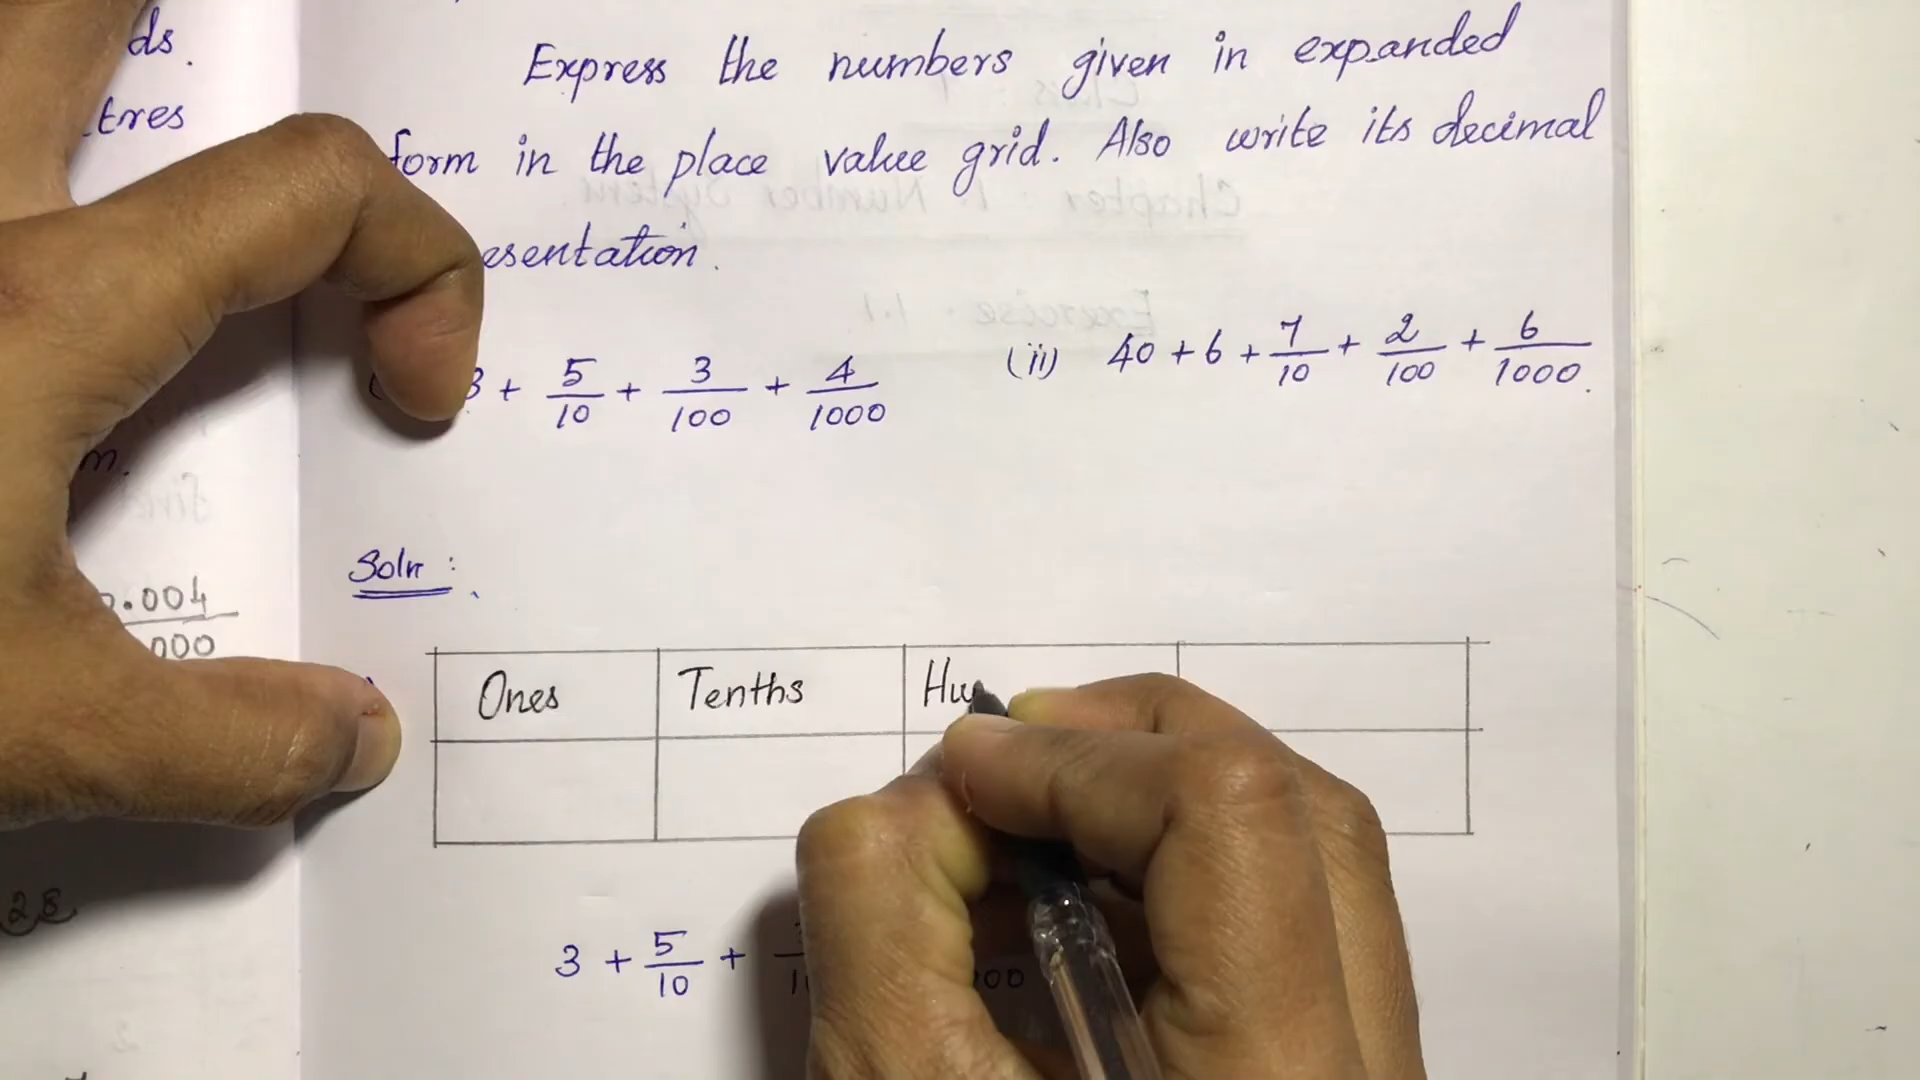 ds.
tres
Express the numbers given in expanded
form in the place value grid. Also write its decimal
esentation.
3 + 5/10 + 3/100 + 4/1000
(ii) 40 + 6 + 7/10 + 2/100 + 6/1000.
m.
Soln :
0.004
000
Ones Tenths Hu
28
3 + 5/10 +
00